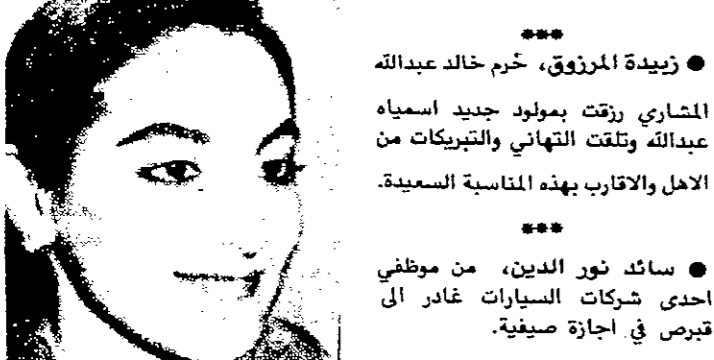 ***
● زبيدة المرزوق، حُرم خالد عبدالله
المشاري رزقت بمولود جديد اسمياه
عبدالله وتلقت التهاني والتبريكات من
الاهل والاقارب بهذه المناسبة السعيدة.
***
● سائد نور الدين، من موظفي
احدى شركات السيارات غادر الى
قبرص في اجازة صيفية.